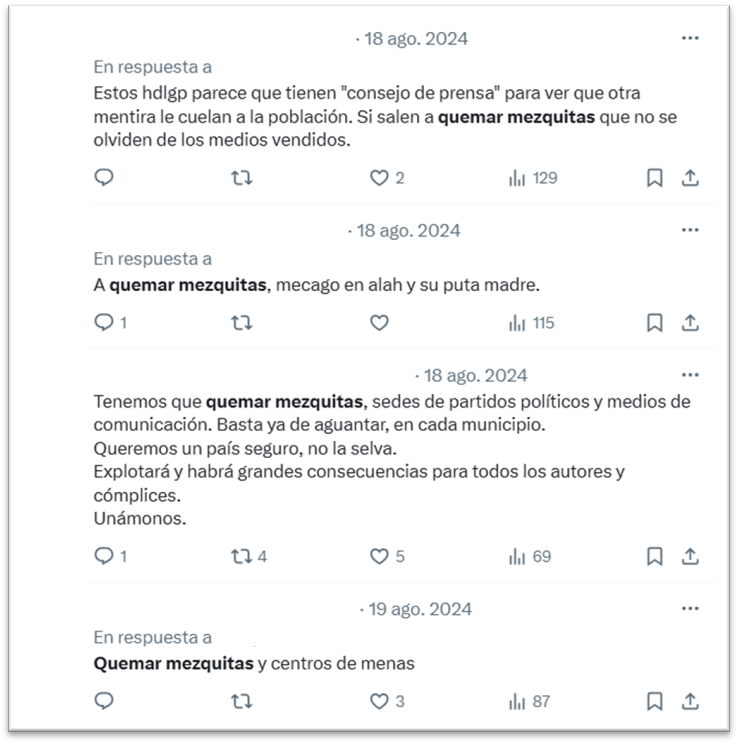 · 18 ago. 2024
En respuesta a
Estos hdlgp parece que tienen "consejo de prensa" para ver que otra
mentira le cuelan a la población. Si salen a quemar mezquitas que no se
olviden de los medios vendidos.
2 129
· 18 ago. 2024
En respuesta a
A quemar mezquitas, mecago en alah y su puta madre.
1 115
· 18 ago. 2024
Tenemos que quemar mezquitas, sedes de partidos políticos y medios de
comunicación. Basta ya de aguantar, en cada municipio.
Queremos un país seguro, no la selva.
Explotará y habrá grandes consecuencias para todos los autores y
cómplices.
Unámonos.
1 4 5 69
· 19 ago. 2024
En respuesta a
Quemar mezquitas y centros de menas
3 87